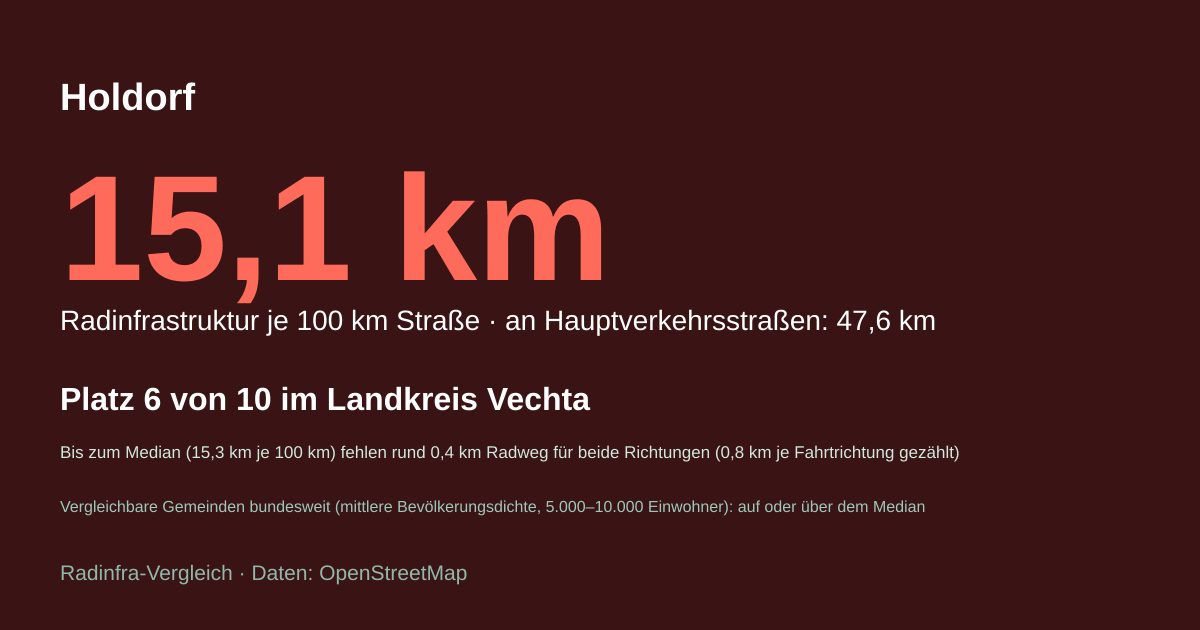 Holdorf
15,1 km
Radinfrastruktur je 100 km Straße · an Hauptverkehrsstraßen: 47,6 km
Platz 6 von 10 im Landkreis Vechta
Bis zum Median (15,3 km je 100 km) fehlen rund 0,4 km Radweg für beide Richtungen (0,8 km je Fahrtrichtung gezählt)
Vergleichbare Gemeinden bundesweit (mittlere Bevölkerungsdichte, 5.000–10.000 Einwohner): auf oder über dem Median
Radinfra-Vergleich · Daten: OpenStreetMap